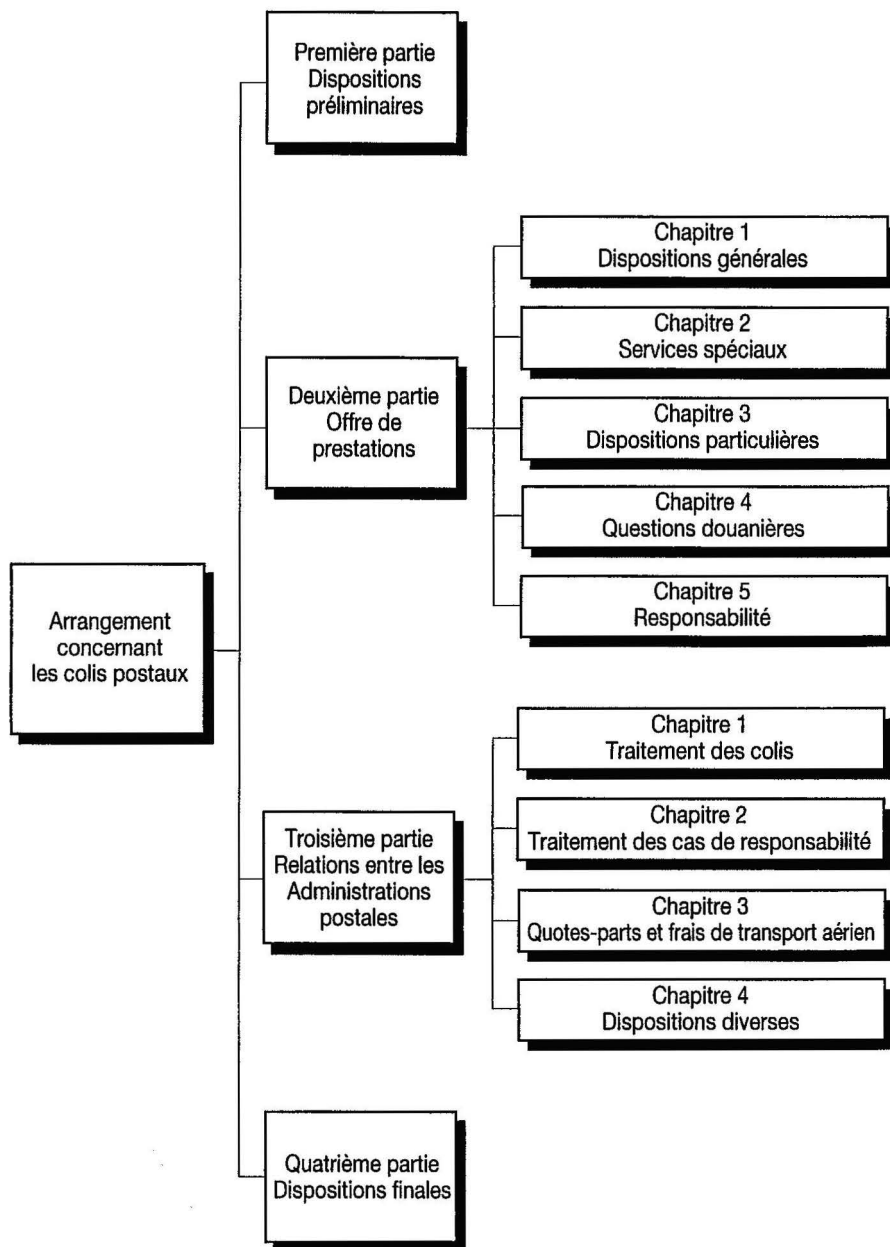 Arrangement
concernant
les colis postaux
Première partie
Dispositions
préliminaires
Deuxième partie
Offre de
prestations
Chapitre 1
Dispositions générales
Chapitre 2
Services spéciaux
Chapitre 3
Dispositions particulières
Chapitre 4
Questions douanières
Chapitre 5
Responsabilité
Troisième partie
Relations entre les
Administrations
postales
Chapitre 1
Traitement des colis
Chapitre 2
Traitement des cas de responsabilité
Chapitre 3
Quotes-parts et frais de transport aérien
Chapitre 4
Dispositions diverses
Quatrième partie
Dispositions finales